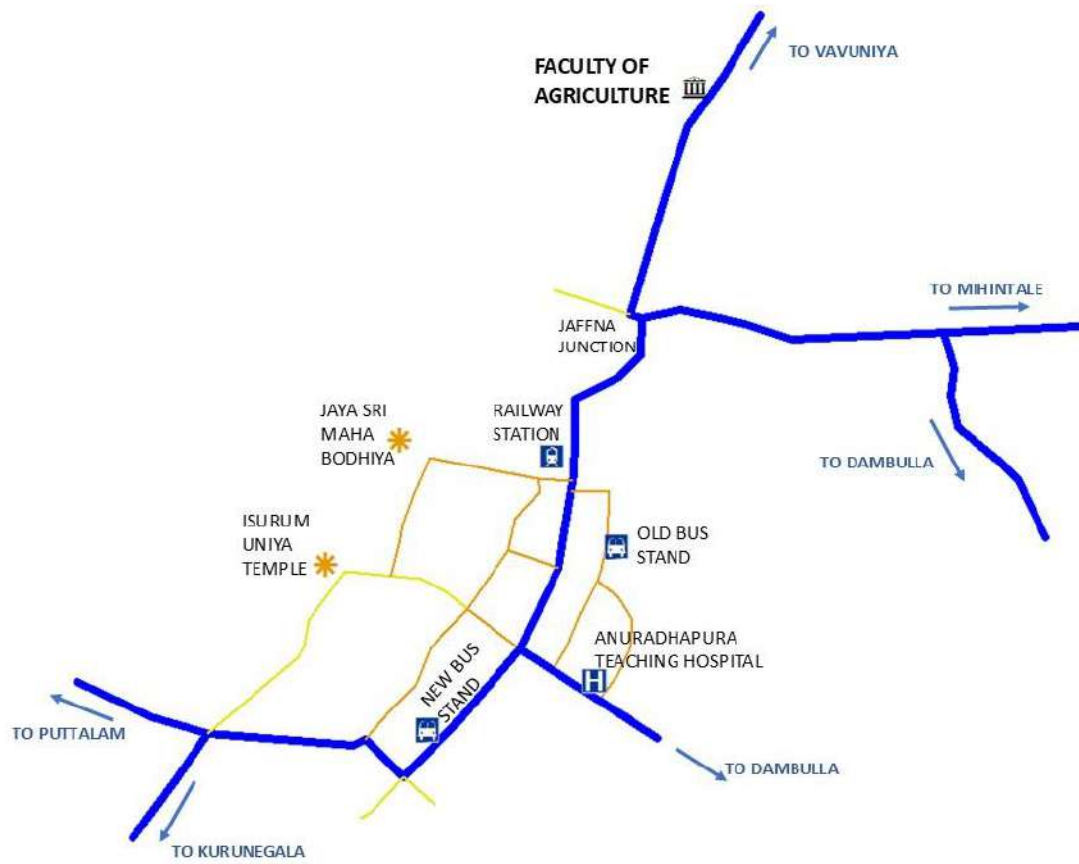 TO VAVUNIYA
FACULTY OF
AGRICULTURE
TO MIHINTALE
JAFFNA
JUNCTION
JAYA SRI
MAHA
BODHIYA
RAILWAY
STATION
TO DAMBULLA
ISURUM
UNIYA
TEMPLE
OLD BUS
STAND
ANURADHAPURA
TEACHING HOSPITAL
H
NEW BUS
STAND
TO PUTTALAM
TO DAMBULLA
TO KURUNEGALA